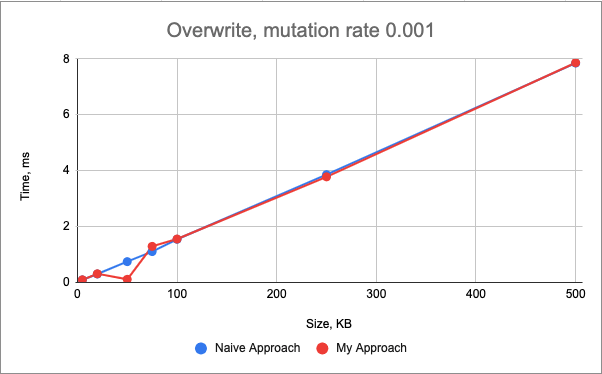 Overwrite, mutation rate 0.001
8
6
4
2
0
Time, ms
0 100 200 300 400 500
Size, KB
Naive Approach My Approach